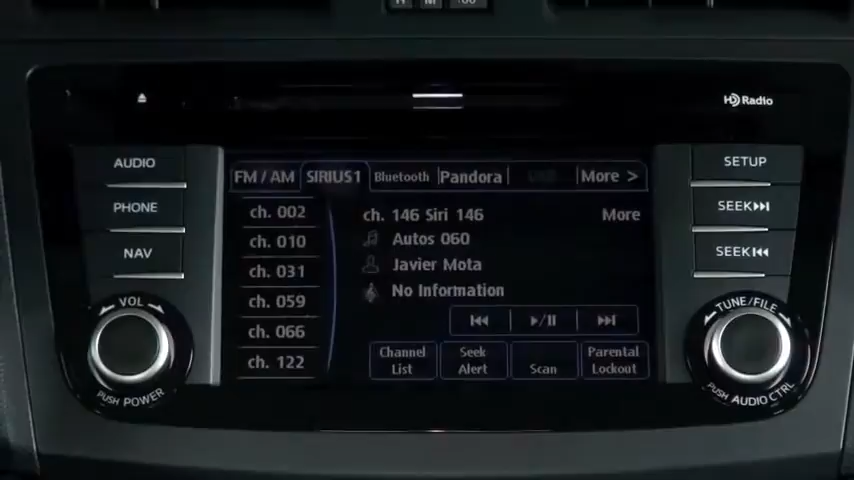 HD Radio
AUDIO
PHONE
NAV
VOL
PUSH POWER
FM / AM
SIRIUS1
Bluetooth
Pandora
More >
ch. 002
ch. 010
ch. 031
ch. 059
ch. 066
ch. 122
ch. 146 Siri 146
More
Autos 060
Javier Mota
No Information
Channel
List
Seek
Alert
Scan
Parental
Lockout
SETUP
SEEK
SEEK
TUNE/FILE
PUSH AUDIO CTRL